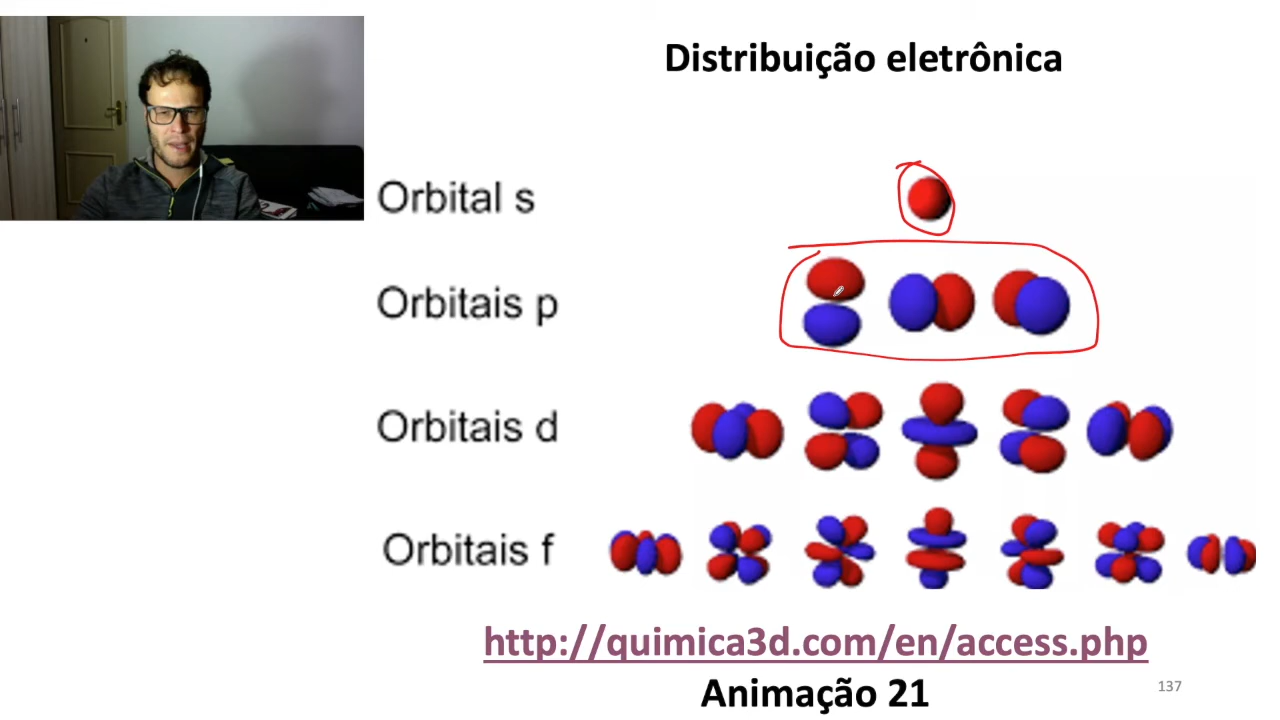 Distribuição eletrônica
Orbital s
Orbitais p
Orbitais d
Orbitais f
http://quimica3d.com/en/access.php
Animação 21
137